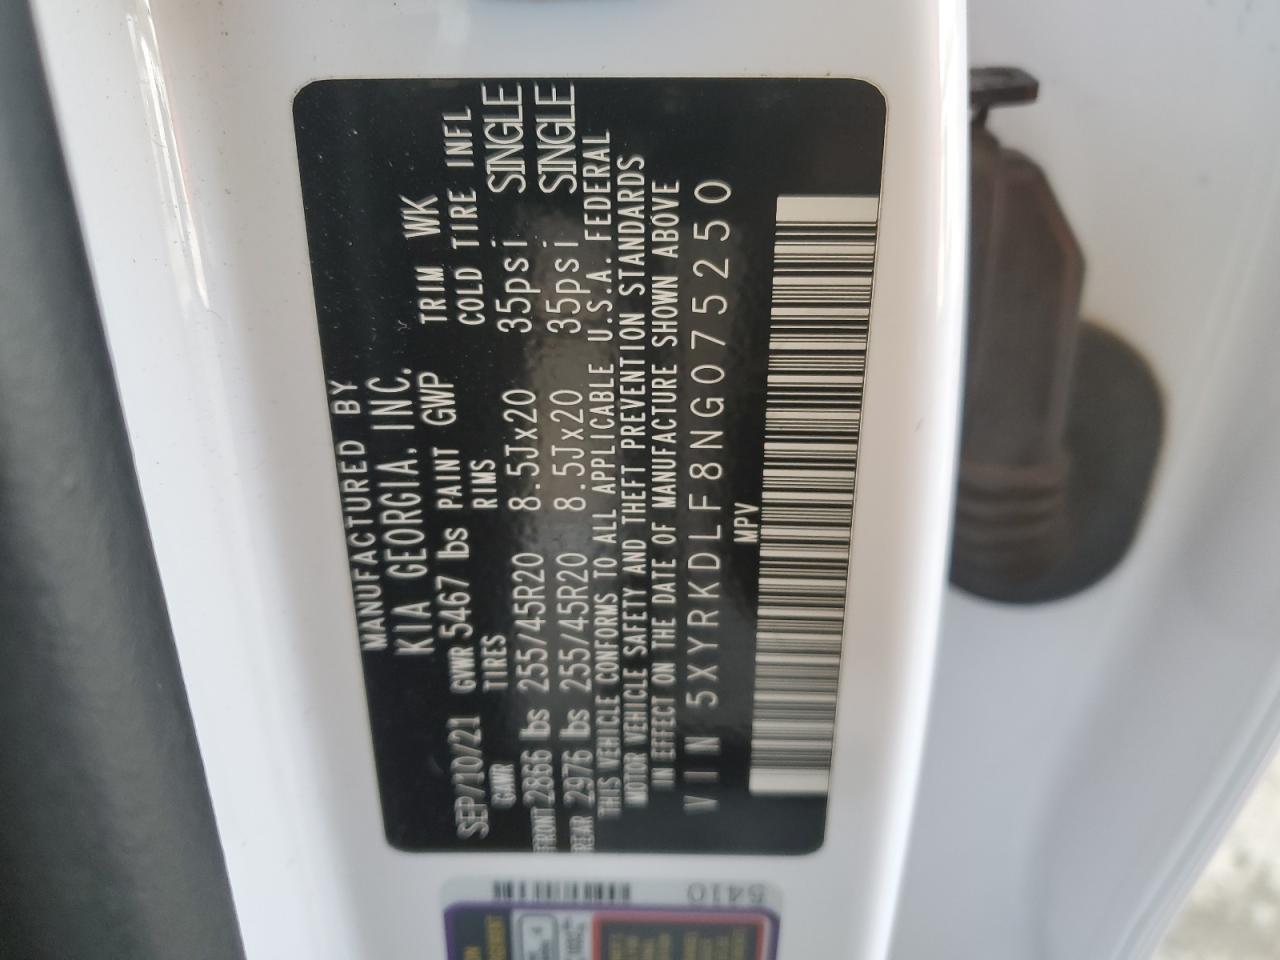 MANUFACTURED BY
KIA GEORGIA, INC.
SEP/10/21 GVWR 5467 lbs PAINT GWP TRIM WK
GAWR TIRES RIMS COLD TIRE INFL
FRONT 2866 lbs 255/45R20 8.5Jx20 35psi SINGLE
REAR 2976 lbs 255/45R20 8.5Jx20 35psi SINGLE
THIS VEHICLE CONFORMS TO ALL APPLICABLE U.S.A. FEDERAL
MOTOR VEHICLE SAFETY AND THEFT PREVENTION STANDARDS
IN EFFECT ON THE DATE OF MANUFACTURE SHOWN ABOVE
VIN 5XYRKDLF8NG075250
MPV
5410